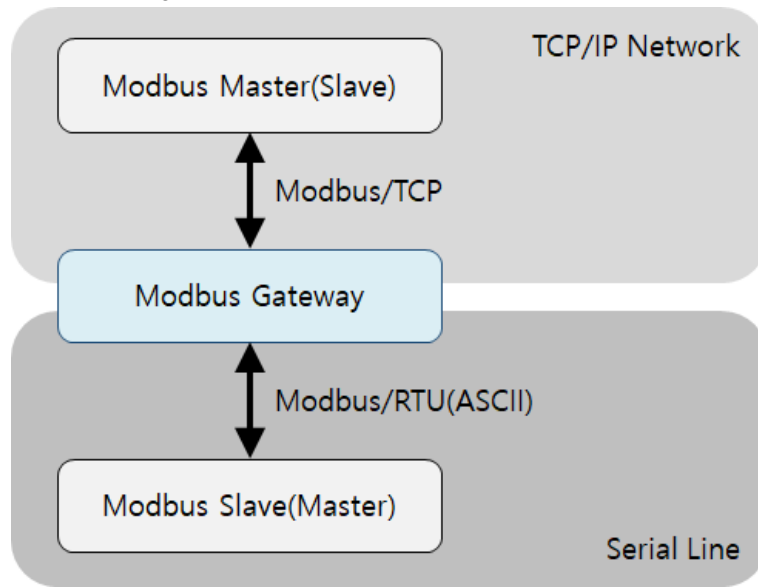 TCP/IP Network
Modbus Master(Slave)
Modbus/TCP
Modbus Gateway
Modbus/RTU(ASCII)
Modbus Slave(Master)
Serial Line